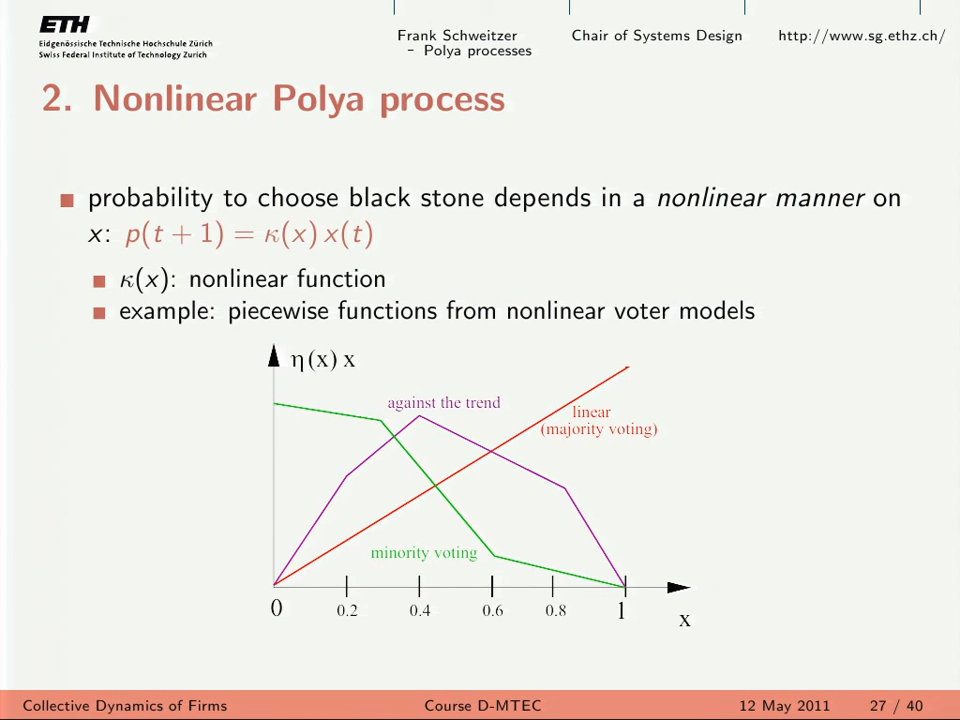 ETH
Eidgenössische Technische Hochschule Zürich
Swiss Federal Institute of Technology Zurich
Frank Schweitzer
- Polya processes
Chair of Systems Design
http://www.sg.ethz.ch/
2. Nonlinear Polya process
probability to choose black stone depends in a nonlinear manner on
x: p(t + 1) = κ(x) x(t)
κ(x): nonlinear function
example: piecewise functions from nonlinear voter models
η(x) x
against the trend
linear
(majority voting)
minority voting
0 0.2 0.4 0.6 0.8 1
x
Collective Dynamics of Firms Course D-MTEC 12 May 2011 27 / 40